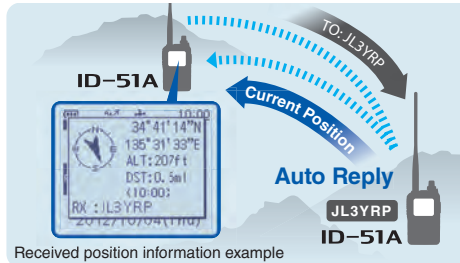 TO: JL3YRP
ID-51A
Current Position
10:00
34°41'14"N
135°31'33"E
ALT:207ft
DST:0.5ml
(10:00)
RX :JL3YRP
2012/10/04(Thu)
Auto Reply
JL3YRP
ID-51A
Received position information example